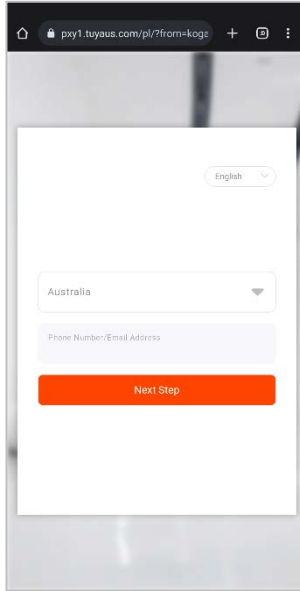 pxy1.tuyaus.com/pl/?from=koga
English
Australia
Phone Number/Email Address
Next Step